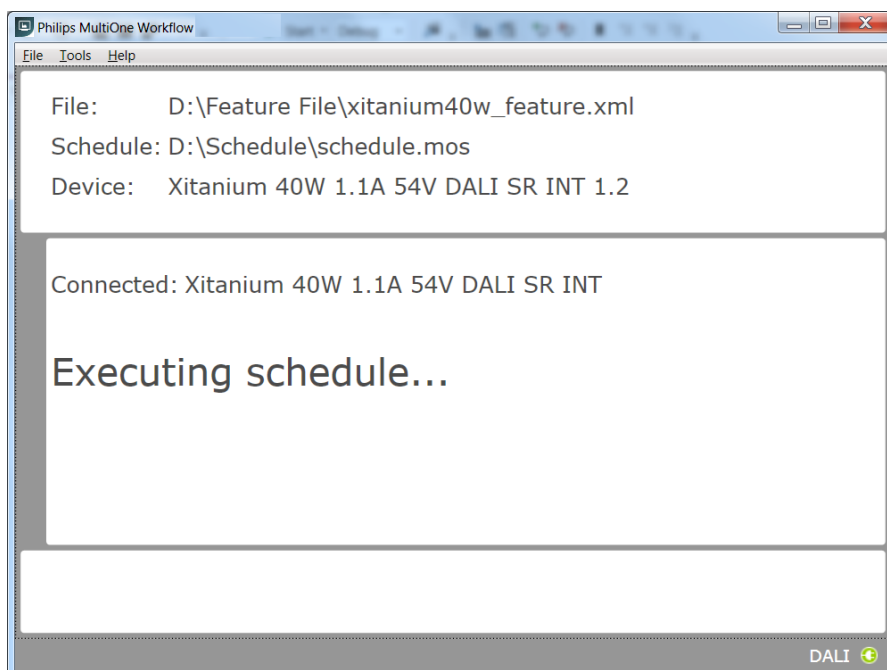 Philips MultiOne Workflow
File Tools Help
File: D:\Feature File\xitanium40w_feature.xml
Schedule: D:\Schedule\schedule.mos
Device: Xitanium 40W 1.1A 54V DALI SR INT 1.2
Connected: Xitanium 40W 1.1A 54V DALI SR INT
Executing schedule...
DALI